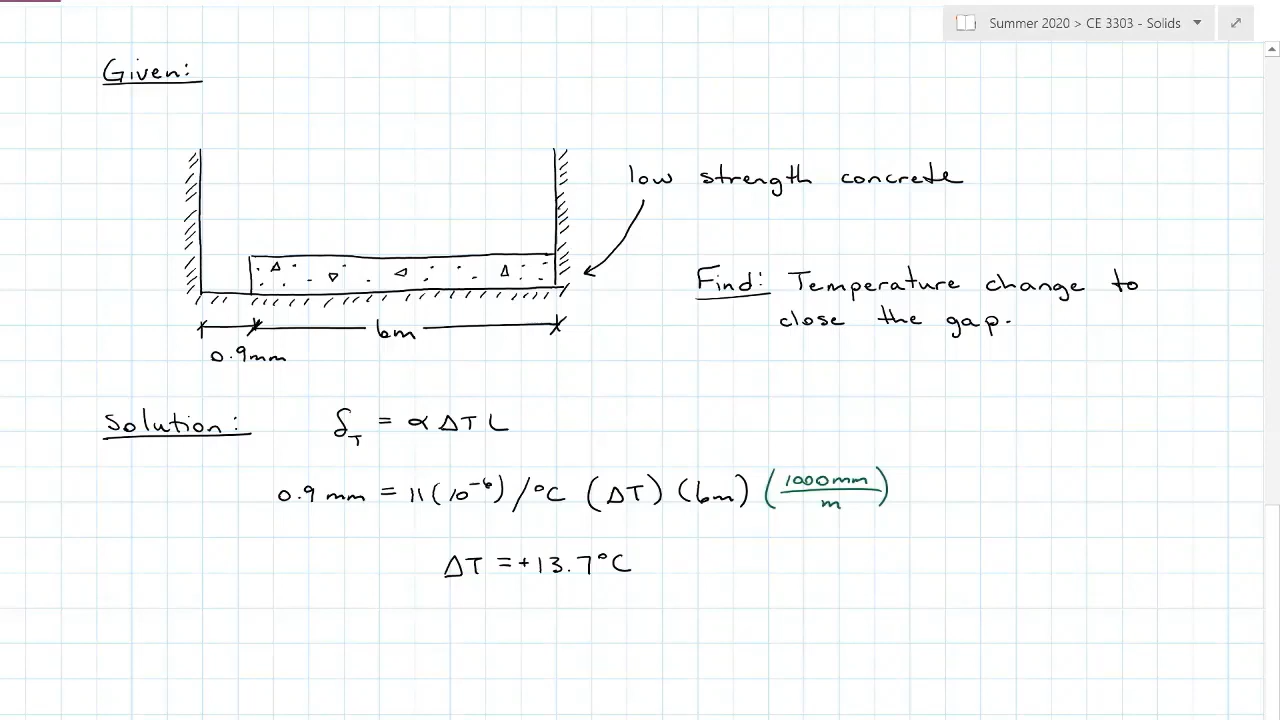 Summer 2020 > CE 3303 - Solids
Given:
low strength concrete
Find: Temperature change to
close the gap.
6m
0.9mm
Solution: δ_T = α ΔT L
0.9 mm = 11(10⁻⁶)/°C (ΔT) (6m) (1000mm/m)
ΔT = +13.7°C